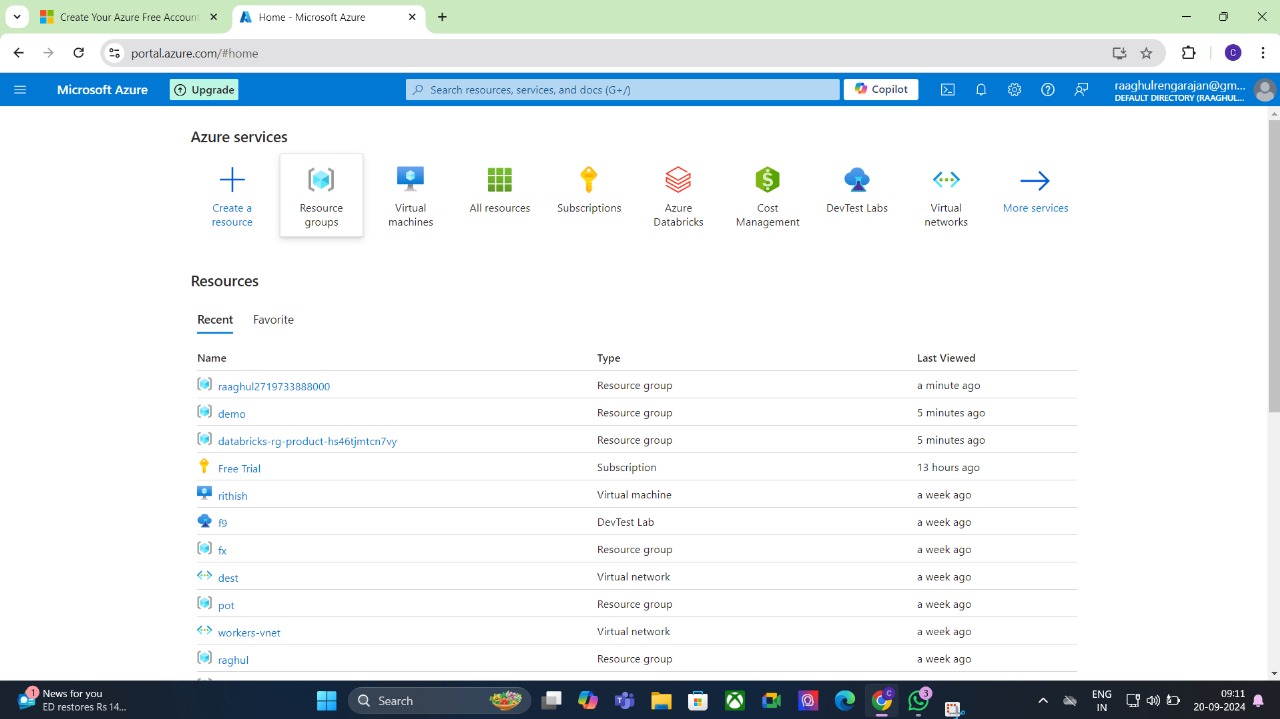 Create Your Azure Free Accoun
Home - Microsoft Azure
portal.azure.com/#home
C
Microsoft Azure
Upgrade
Search resources, services, and docs (G+/)
Copilot
raaghulrengarajan@gm...
DEFAULT DIRECTORY (RAAGHUL...
Azure services
Create a resource
Resource groups
Virtual machines
All resources
Subscriptions
Azure Databricks
Cost Management
DevTest Labs
Virtual networks
More services
Resources
Recent Favorite
Name Type Last Viewed
raaghul2719733888000 Resource group a minute ago
demo Resource group 5 minutes ago
databricks-rg-product-hs46tjmtcn7vy Resource group 5 minutes ago
Free Trial Subscription 13 hours ago
rithish Virtual machine a week ago
f9 DevTest Lab a week ago
fx Resource group a week ago
dest Virtual network a week ago
pot Resource group a week ago
workers-vnet Virtual network a week ago
raghul Resource group a week ago
1
News for you
ED restores Rs 14...
Search
C
3
ENG
IN
09:11
20-09-2024